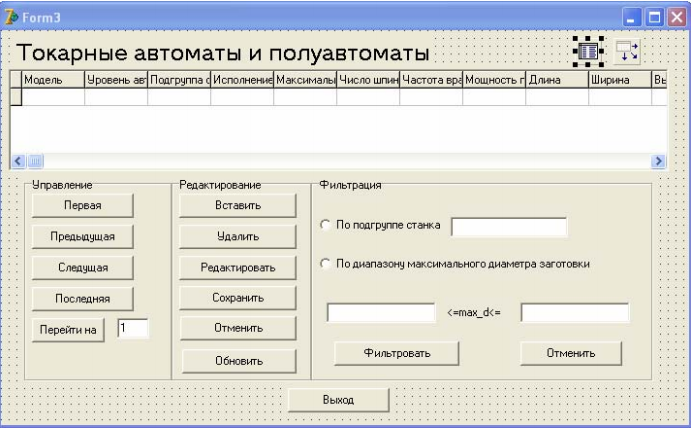 Form3
Токарные автоматы и полуавтоматы
Модель Уровень авт Подгруппа с Исполнение Максимальы Число шпин Частота вра Мощность г Длина Ширина Вы
Управление Редактирование Фильтрация
Первая Вставить
По подгруппе станка
Предыдущая Удалить
Следущая Редактировать По диапазону максимального диаметра заготовки
Последняя Сохранить
<=max_d<=
Перейти на 1 Отменить
Фильтровать Отменить
Обновить
Выход